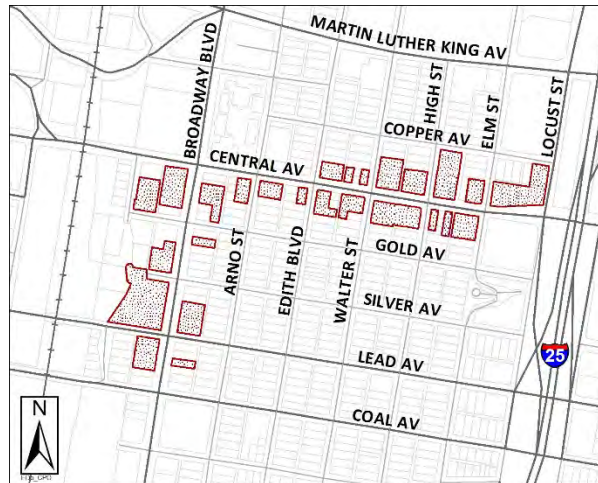 MARTIN LUTHER KING AV
BROADWAY BLVD
HIGH ST
ELM ST
LOCUST ST
COPPER AV
CENTRAL AV
GOLD AV
ARNO ST
EDITH BLVD
WALTER ST
SILVER AV
LEAD AV
25
COAL AV
N